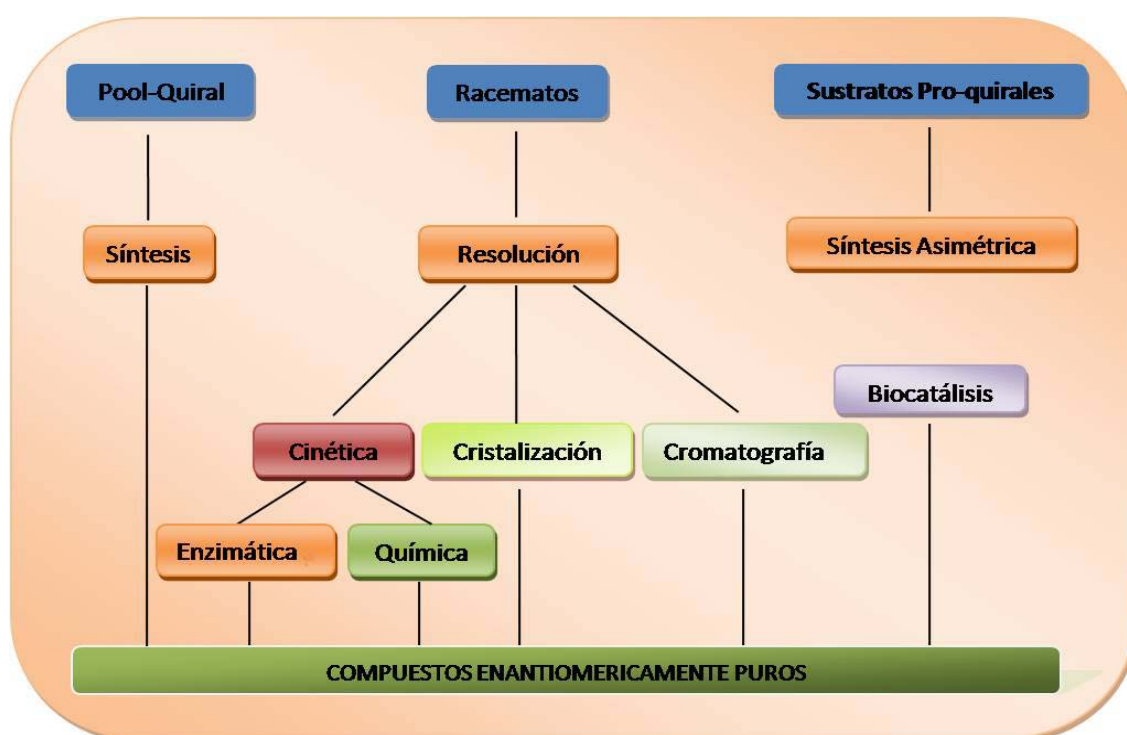 Pool-Quiral
Racematos
Sustratos Pro-quirales
Síntesis
Resolución
Síntesis Asimétrica
Biocatálisis
Cinética
Cristalización
Cromatografía
Enzimática
Química
COMPUESTOS ENANTIOMERICAMENTE PUROS